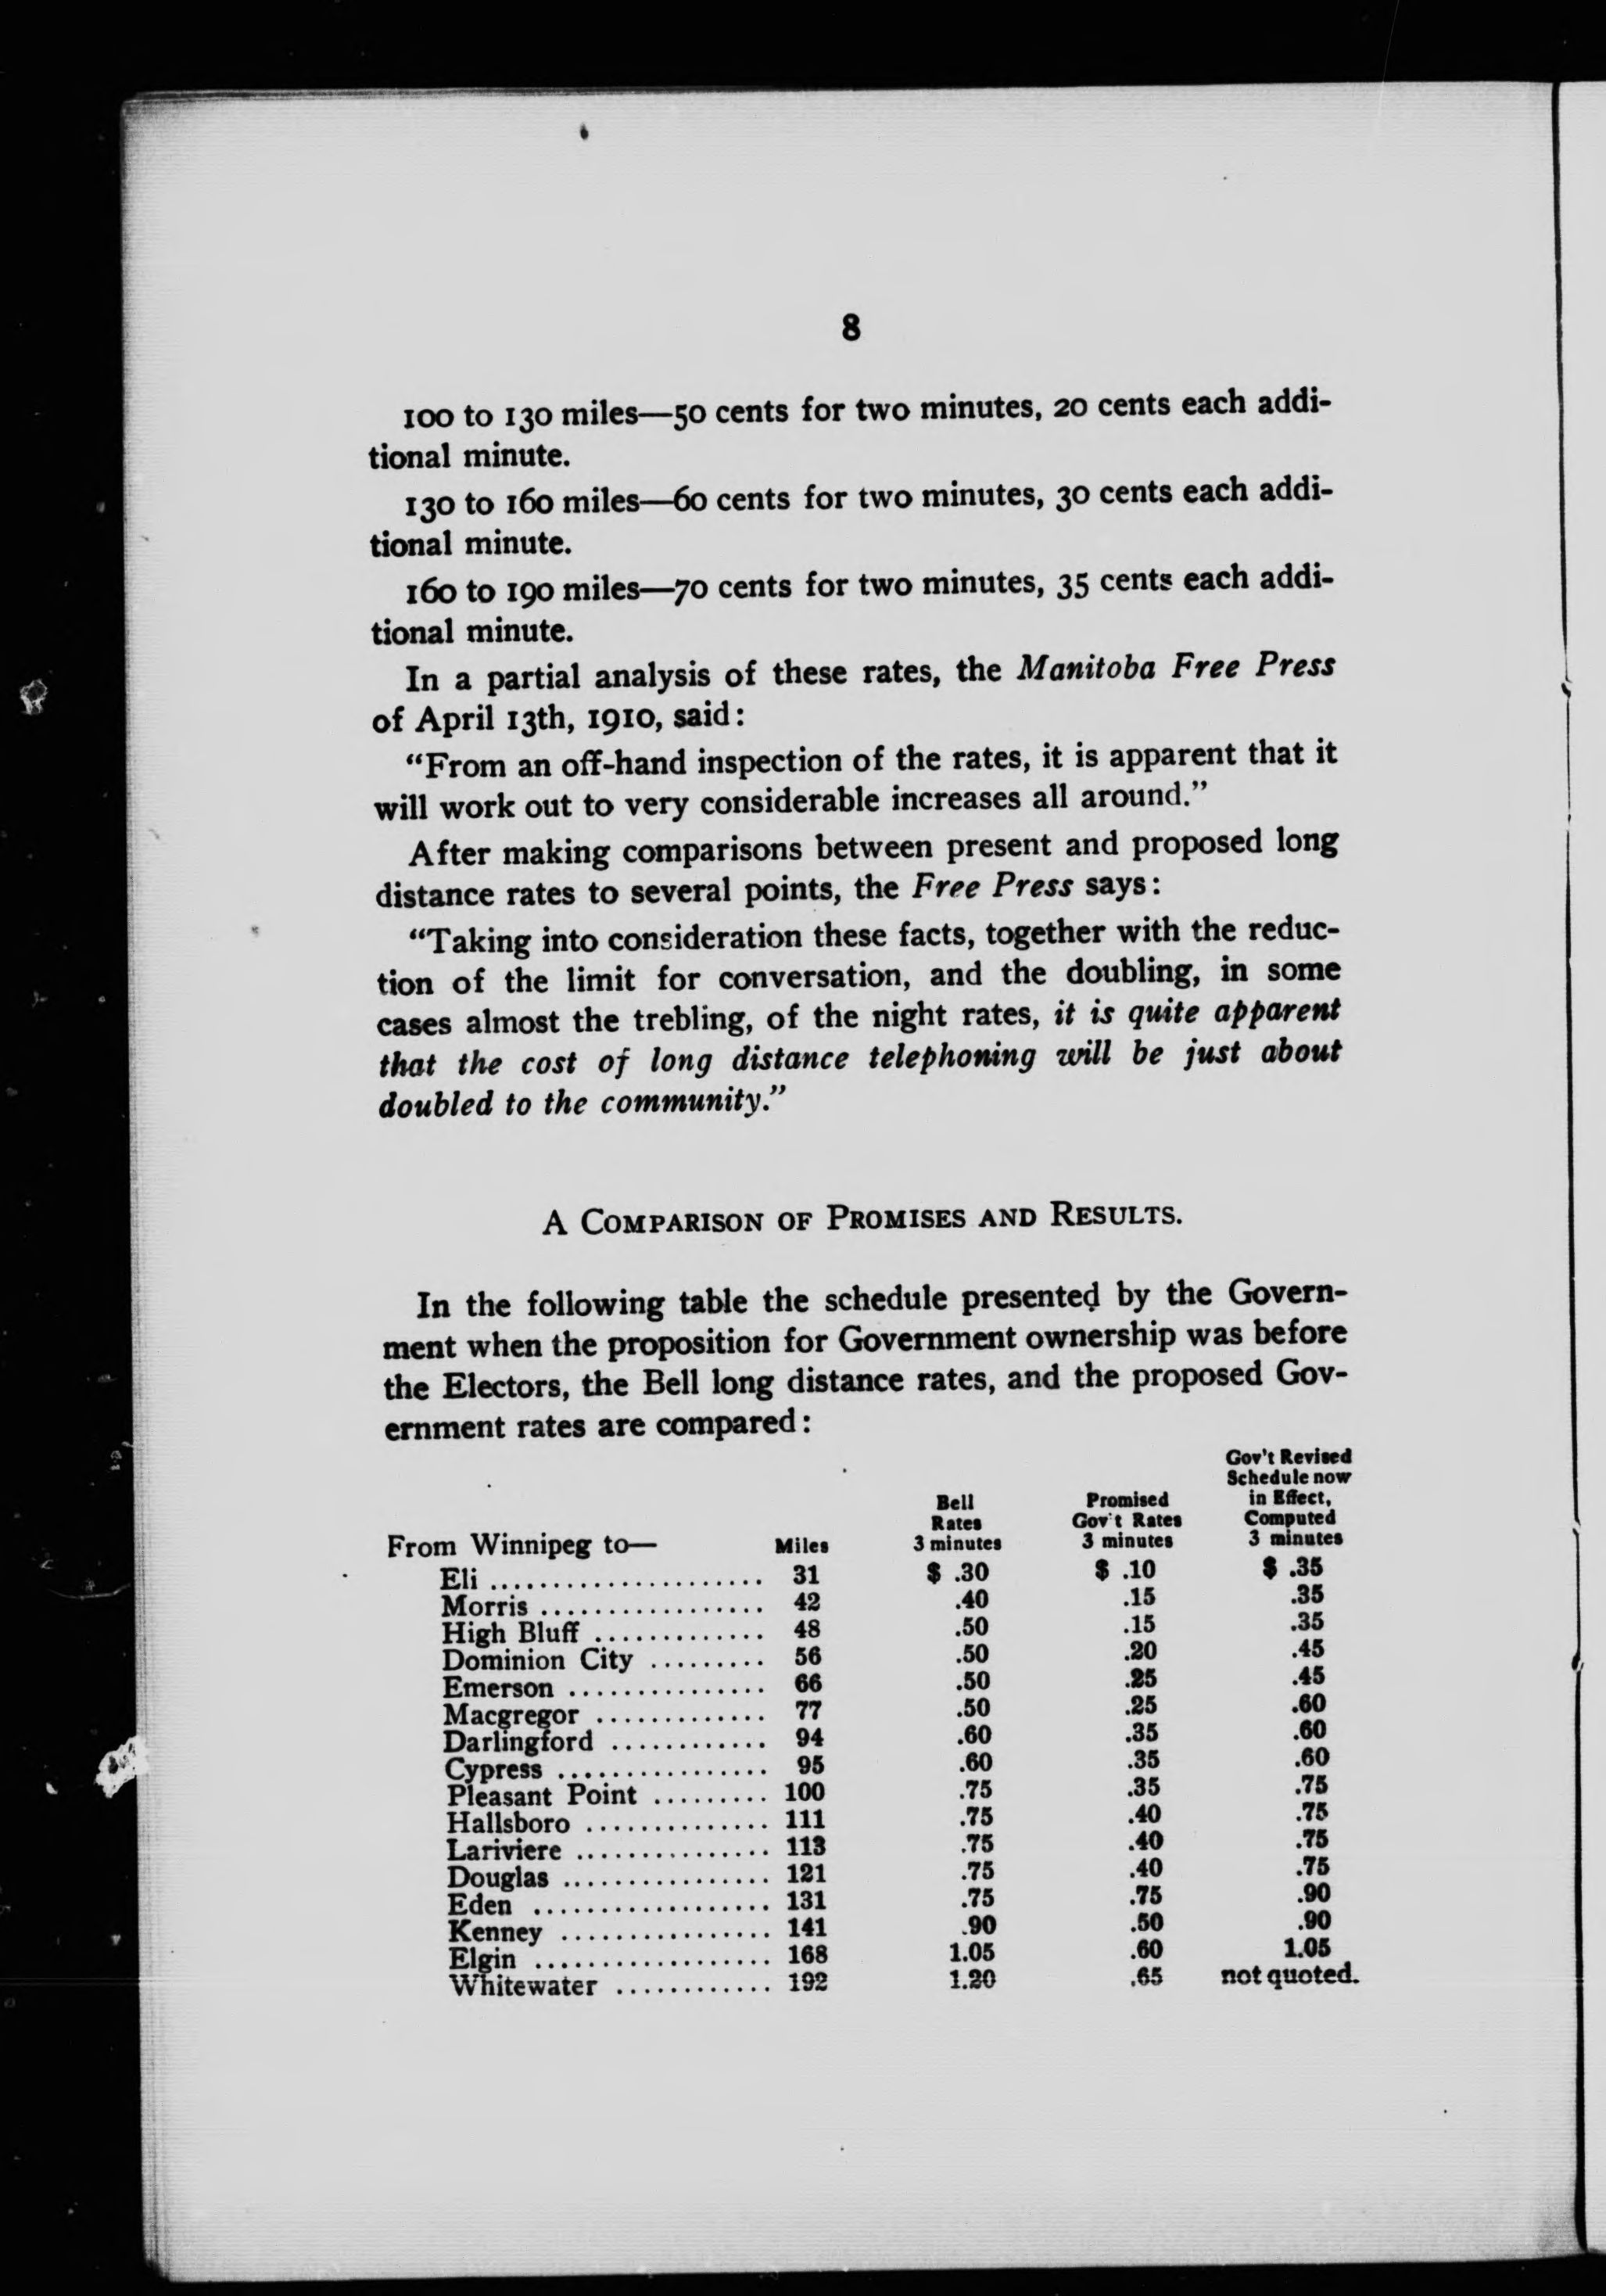 8
100 to 130 miles—50 cents for two minutes, 20 cents each addi-
tional minute.
130 to 160 miles—60 cents for two minutes, 30 cents each addi-
tional minute.
160 to 190 miles—70 cents for two minutes, 35 cents each addi-
tional minute.
In a partial analysis of these rates, the Manitoba Free Press
of April 13th, 1910, said:
“From an off-hand inspection of the rates, it is apparent that it
will work out to very considerable increases all around.”
After making comparisons between present and proposed long
distance rates to several points, the Free Press says:
“Taking into consideration these facts, together with the reduc-
tion of the limit for conversation, and the doubling, in some
cases almost the trebling, of the night rates, it is quite apparent
that the cost of long distance telephoning will be just about
doubled to the community.”
A COMPARISON OF PROMISES AND RESULTS.
In the following table the schedule presented by the Govern-
ment when the proposition for Government ownership was before
the Electors, the Bell long distance rates, and the proposed Gov-
ernment rates are compared:
Gov't Revised
Schedule now
Bell Promised in Effect,
Rates Gov't Rates Computed
From Winnipeg to— Miles 3 minutes 3 minutes 3 minutes
Eli ...................... 31 $ .30 $ .10 $ .35
Morris .................. 42 .40 .15 .35
High Bluff ............. 48 .50 .15 .35
Dominion City ......... 56 .50 .20 .45
Emerson ............... 66 .50 .25 .45
Macgregor ............. 77 .50 .25 .60
Darlingford ............ 94 .60 .35 .60
Cypress ................ 95 .60 .35 .60
Pleasant Point ......... 100 .75 .35 .75
Hallsboro .............. 111 .75 .40 .75
Lariviere ............... 113 .75 .40 .75
Douglas ................ 121 .75 .40 .75
Eden .................. 131 .75 .75 .90
Kenney ................ 141 .90 .50 .90
Elgin .................. 168 1.05 .60 1.05
Whitewater ............ 192 1.20 .65 not quoted.